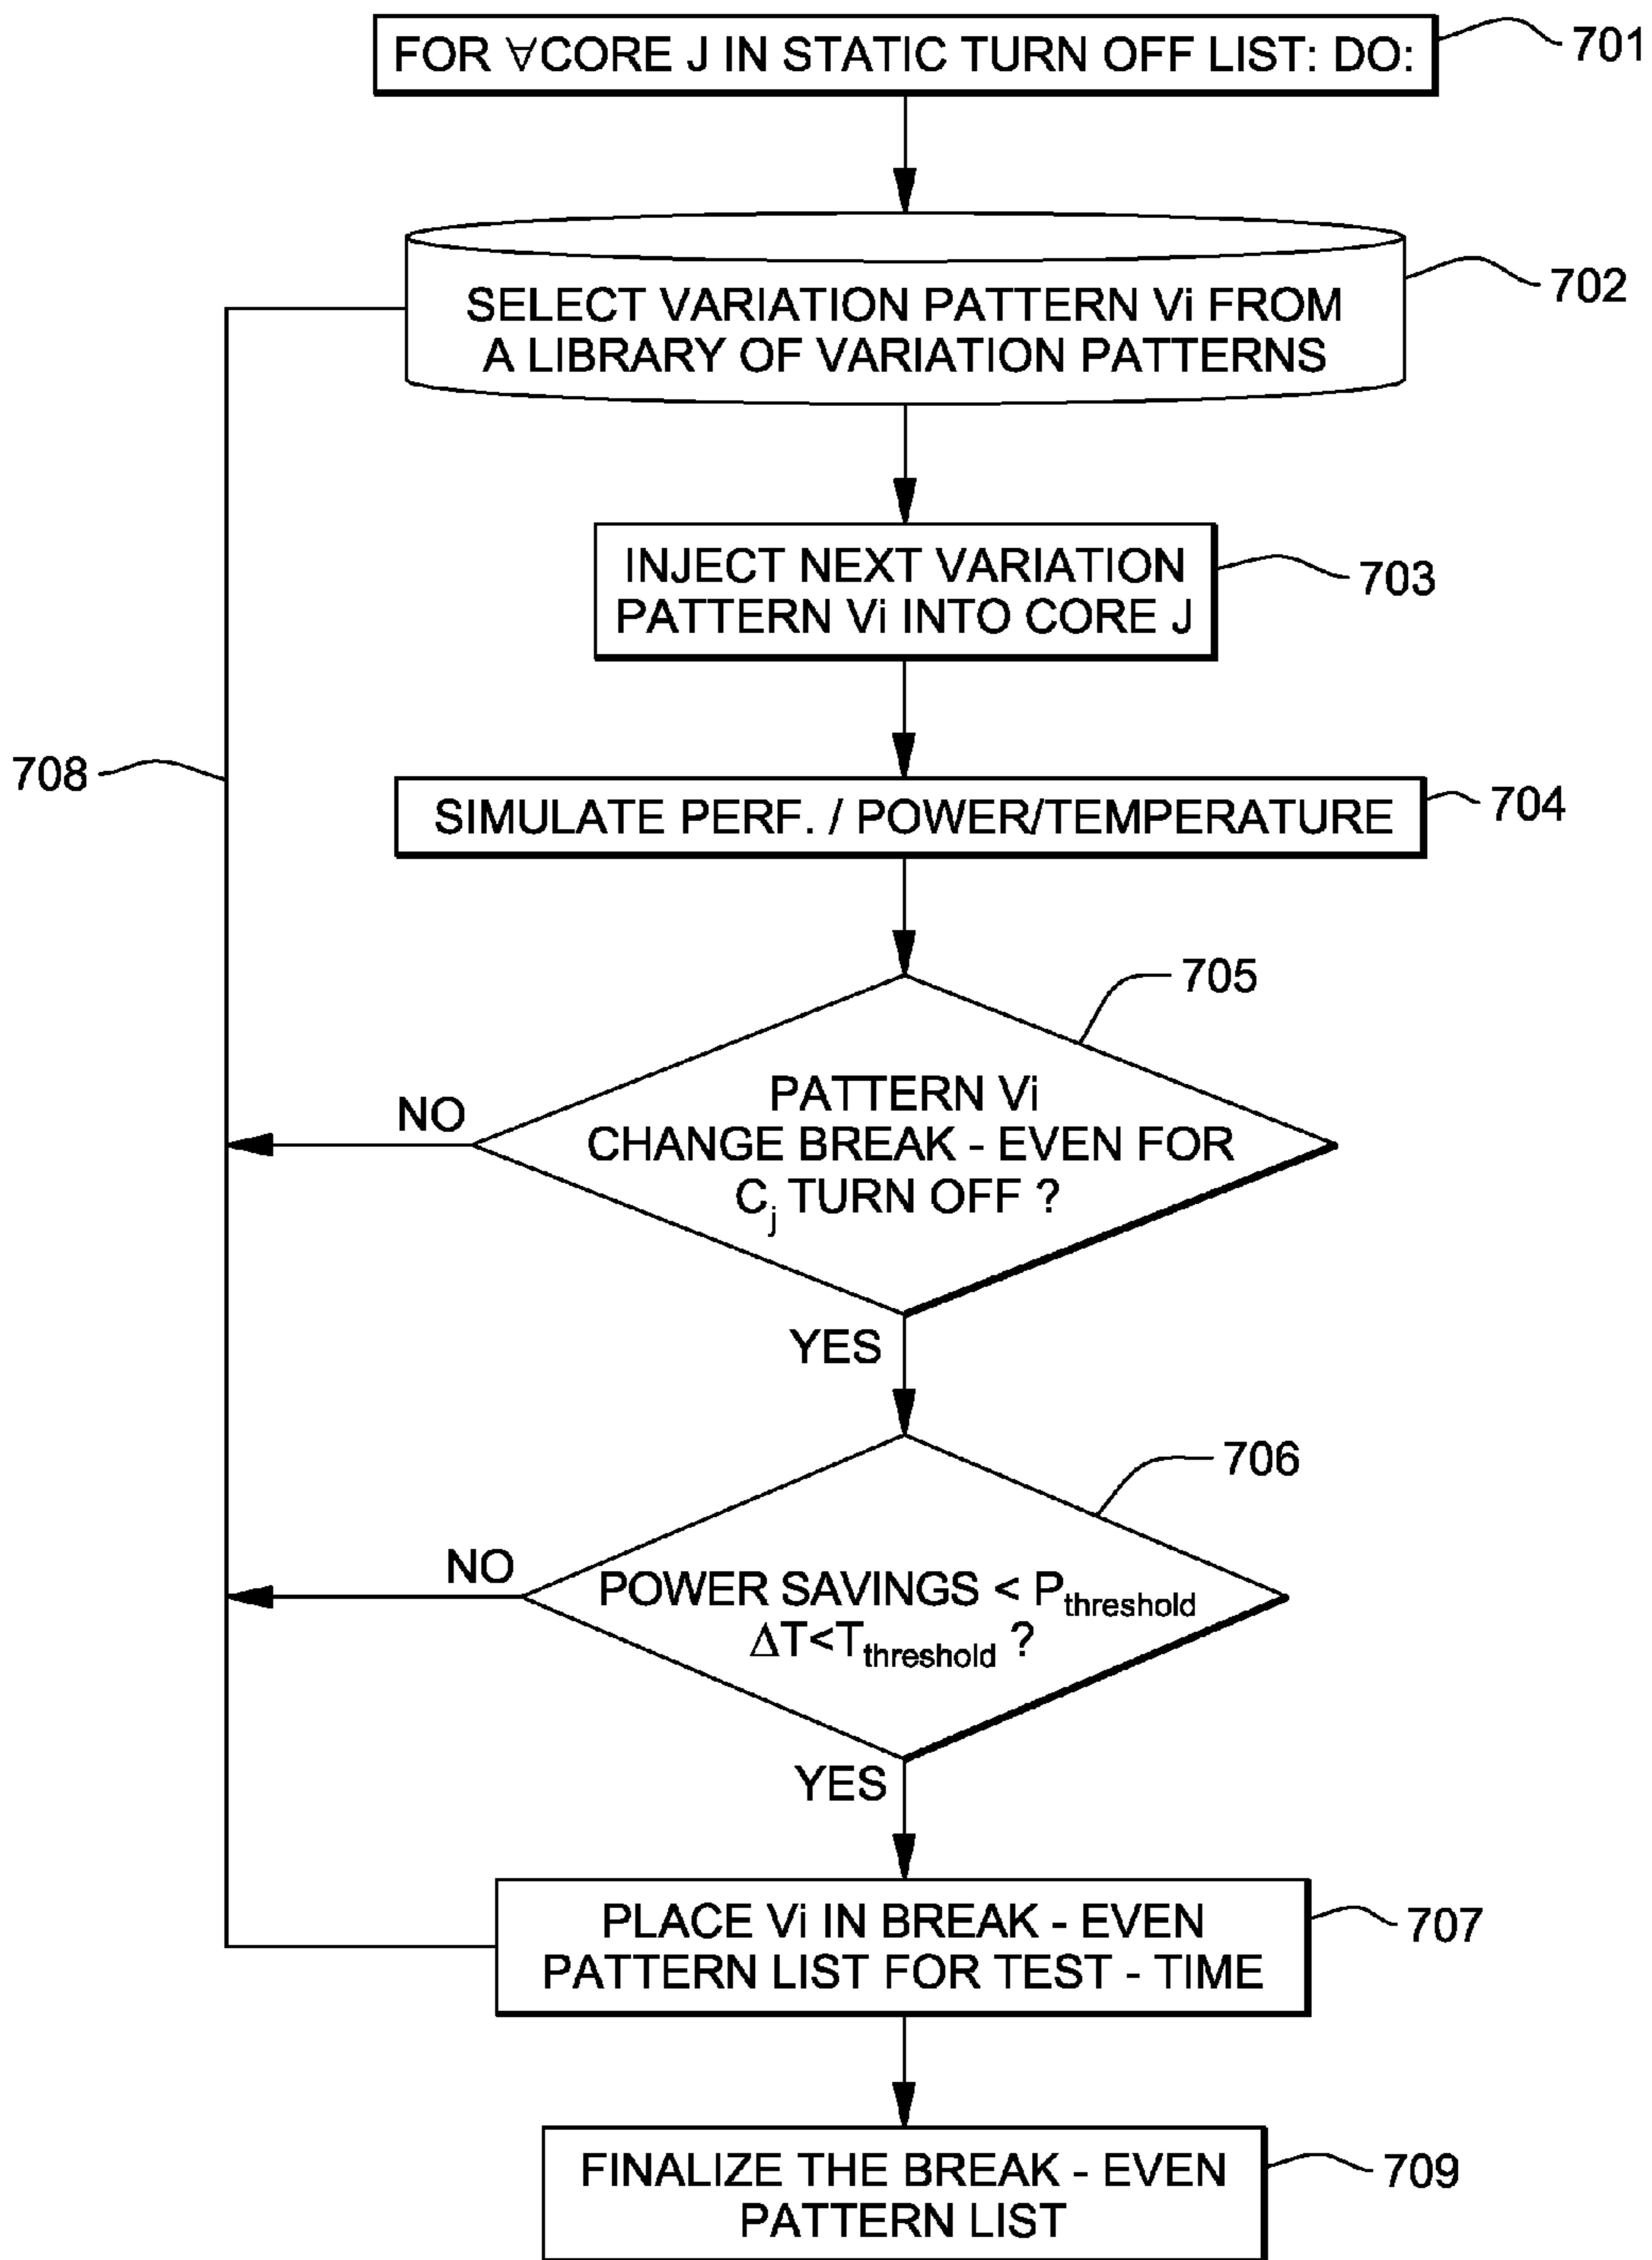 FOR ∀CORE J IN STATIC TURN OFF LIST: DO:
701
SELECT VARIATION PATTERN Vi FROM
A LIBRARY OF VARIATION PATTERNS
702
INJECT NEXT VARIATION
PATTERN Vi INTO CORE J
703
708
SIMULATE PERF. / POWER/TEMPERATURE
704
705
PATTERN Vi
CHANGE BREAK - EVEN FOR
Cj TURN OFF ?
NO
YES
706
POWER SAVINGS < Pthreshold
ΔT<Tthreshold ?
NO
YES
PLACE Vi IN BREAK - EVEN
PATTERN LIST FOR TEST - TIME
707
FINALIZE THE BREAK - EVEN
PATTERN LIST
709